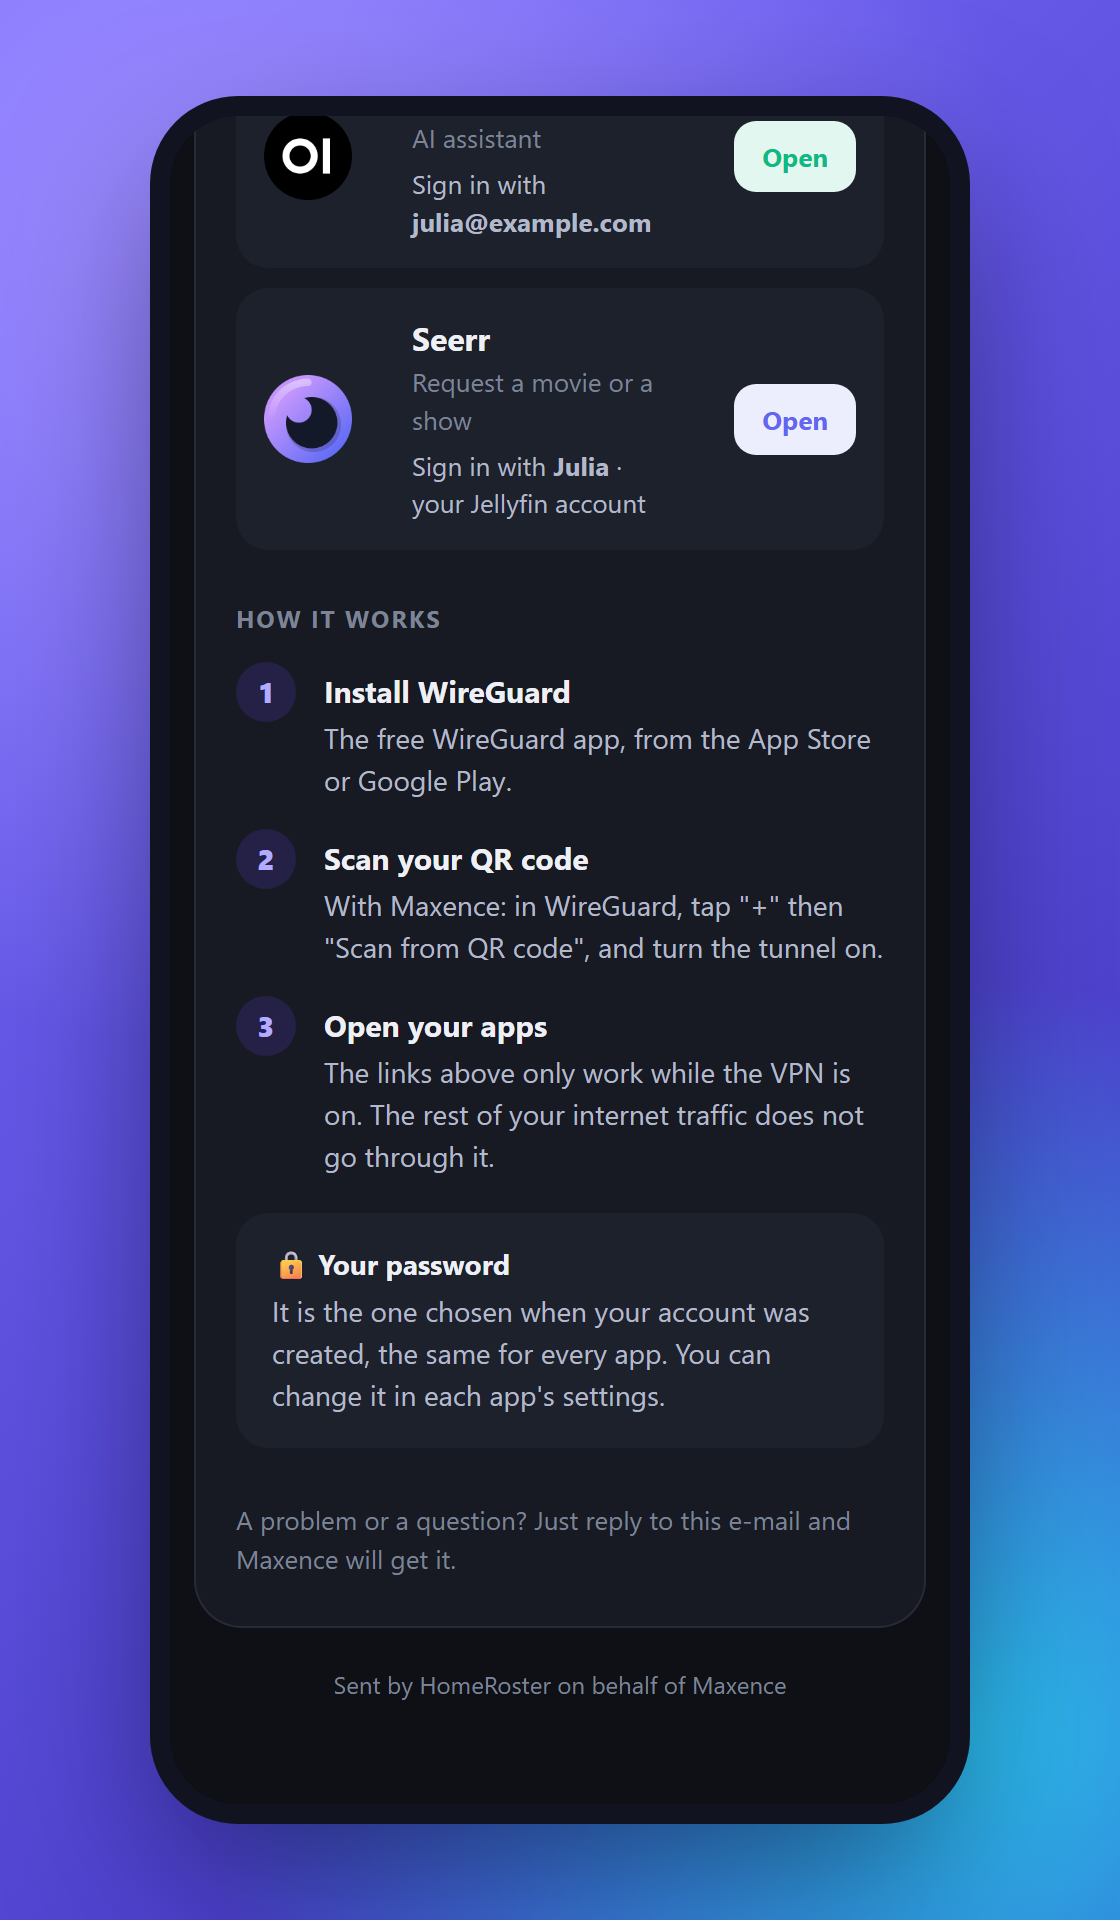 OI
AI assistant
Sign in with
julia@example.com
Open
Seerr
Request a movie or a
show
Sign in with Julia ·
your Jellyfin account
Open
HOW IT WORKS
1
Install WireGuard
The free WireGuard app, from the App Store
or Google Play.
2
Scan your QR code
With Maxence: in WireGuard, tap "+" then
"Scan from QR code", and turn the tunnel on.
3
Open your apps
The links above only work while the VPN is
on. The rest of your internet traffic does not
go through it.
🔒 Your password
It is the one chosen when your account was
created, the same for every app. You can
change it in each app's settings.
A problem or a question? Just reply to this e-mail and
Maxence will get it.
Sent by HomeRoster on behalf of Maxence